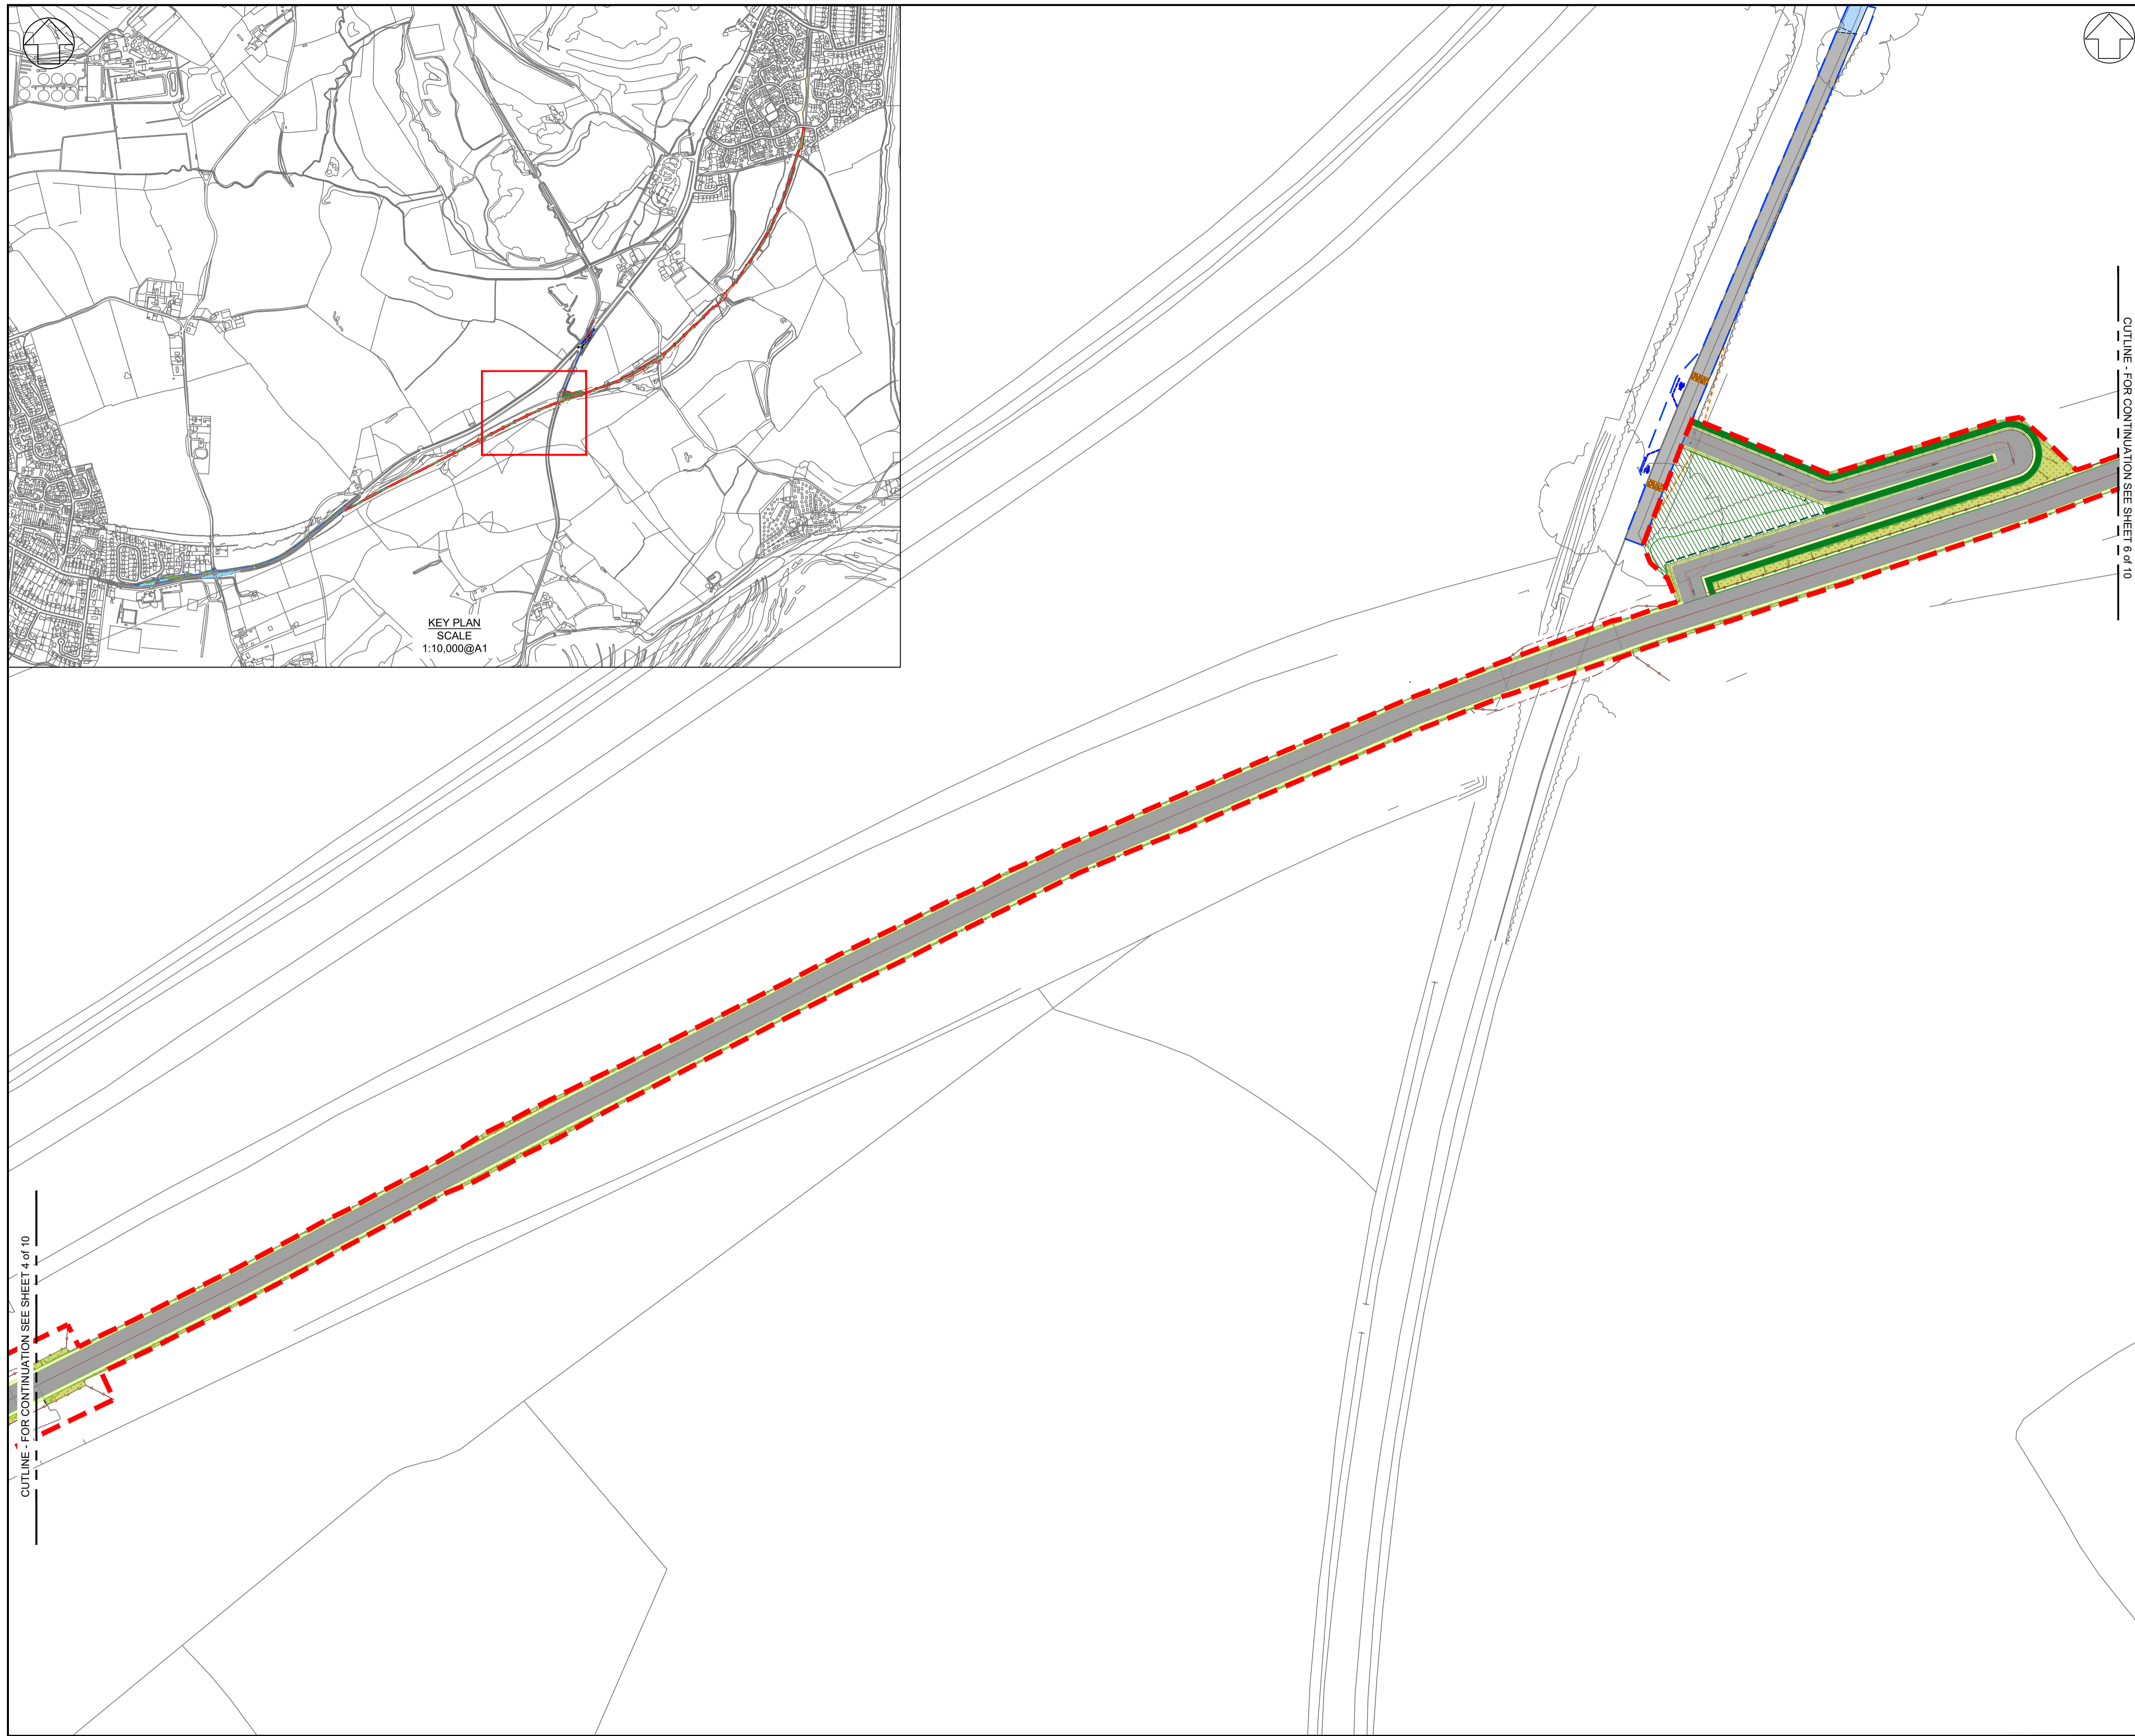 KEY PLAN
SCALE
1:10,000@A1
CUTLINE - FOR CONTINUATION SEE SHEET 6 of 10
CUTLINE - FOR CONTINUATION SEE SHEET 4 of 10